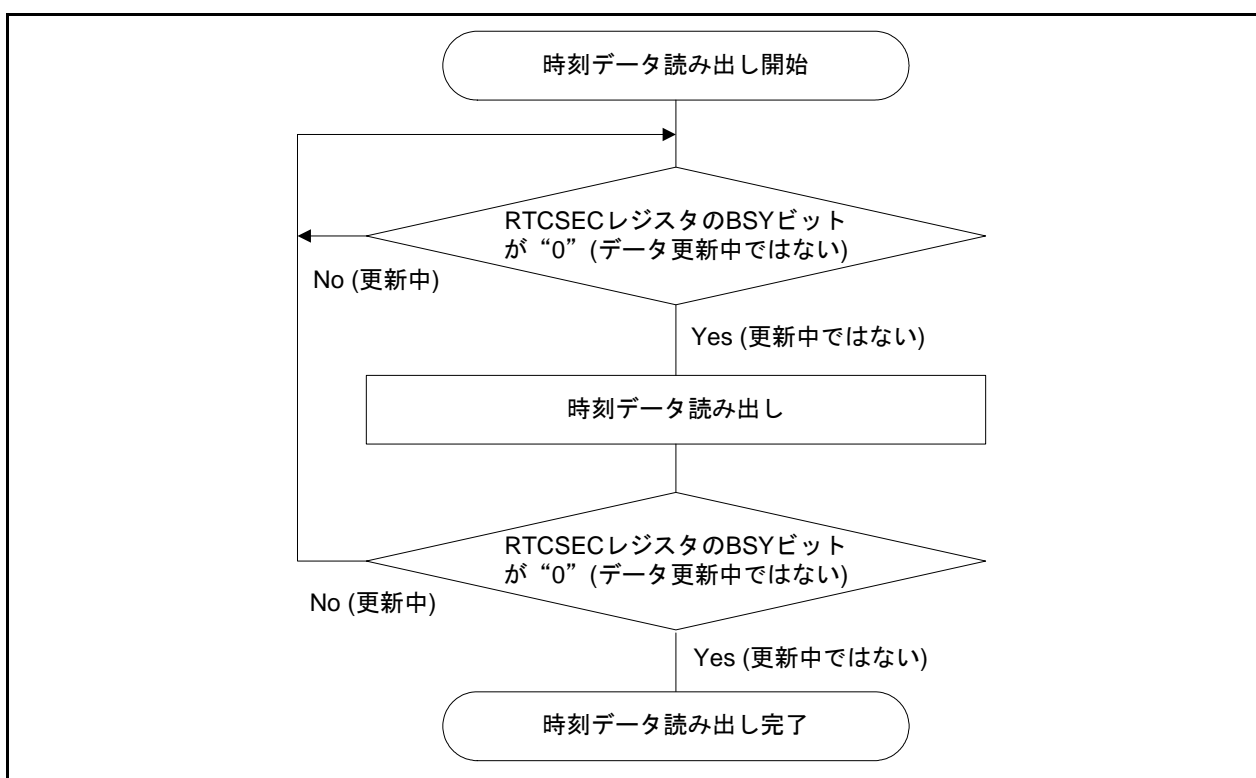 時刻データ読み出し開始
RTCSECレジスタのBSYビット
が“0”(データ更新中ではない)
No (更新中)
Yes (更新中ではない)
時刻データ読み出し
RTCSECレジスタのBSYビット
が“0”(データ更新中ではない)
No (更新中)
Yes (更新中ではない)
時刻データ読み出し完了